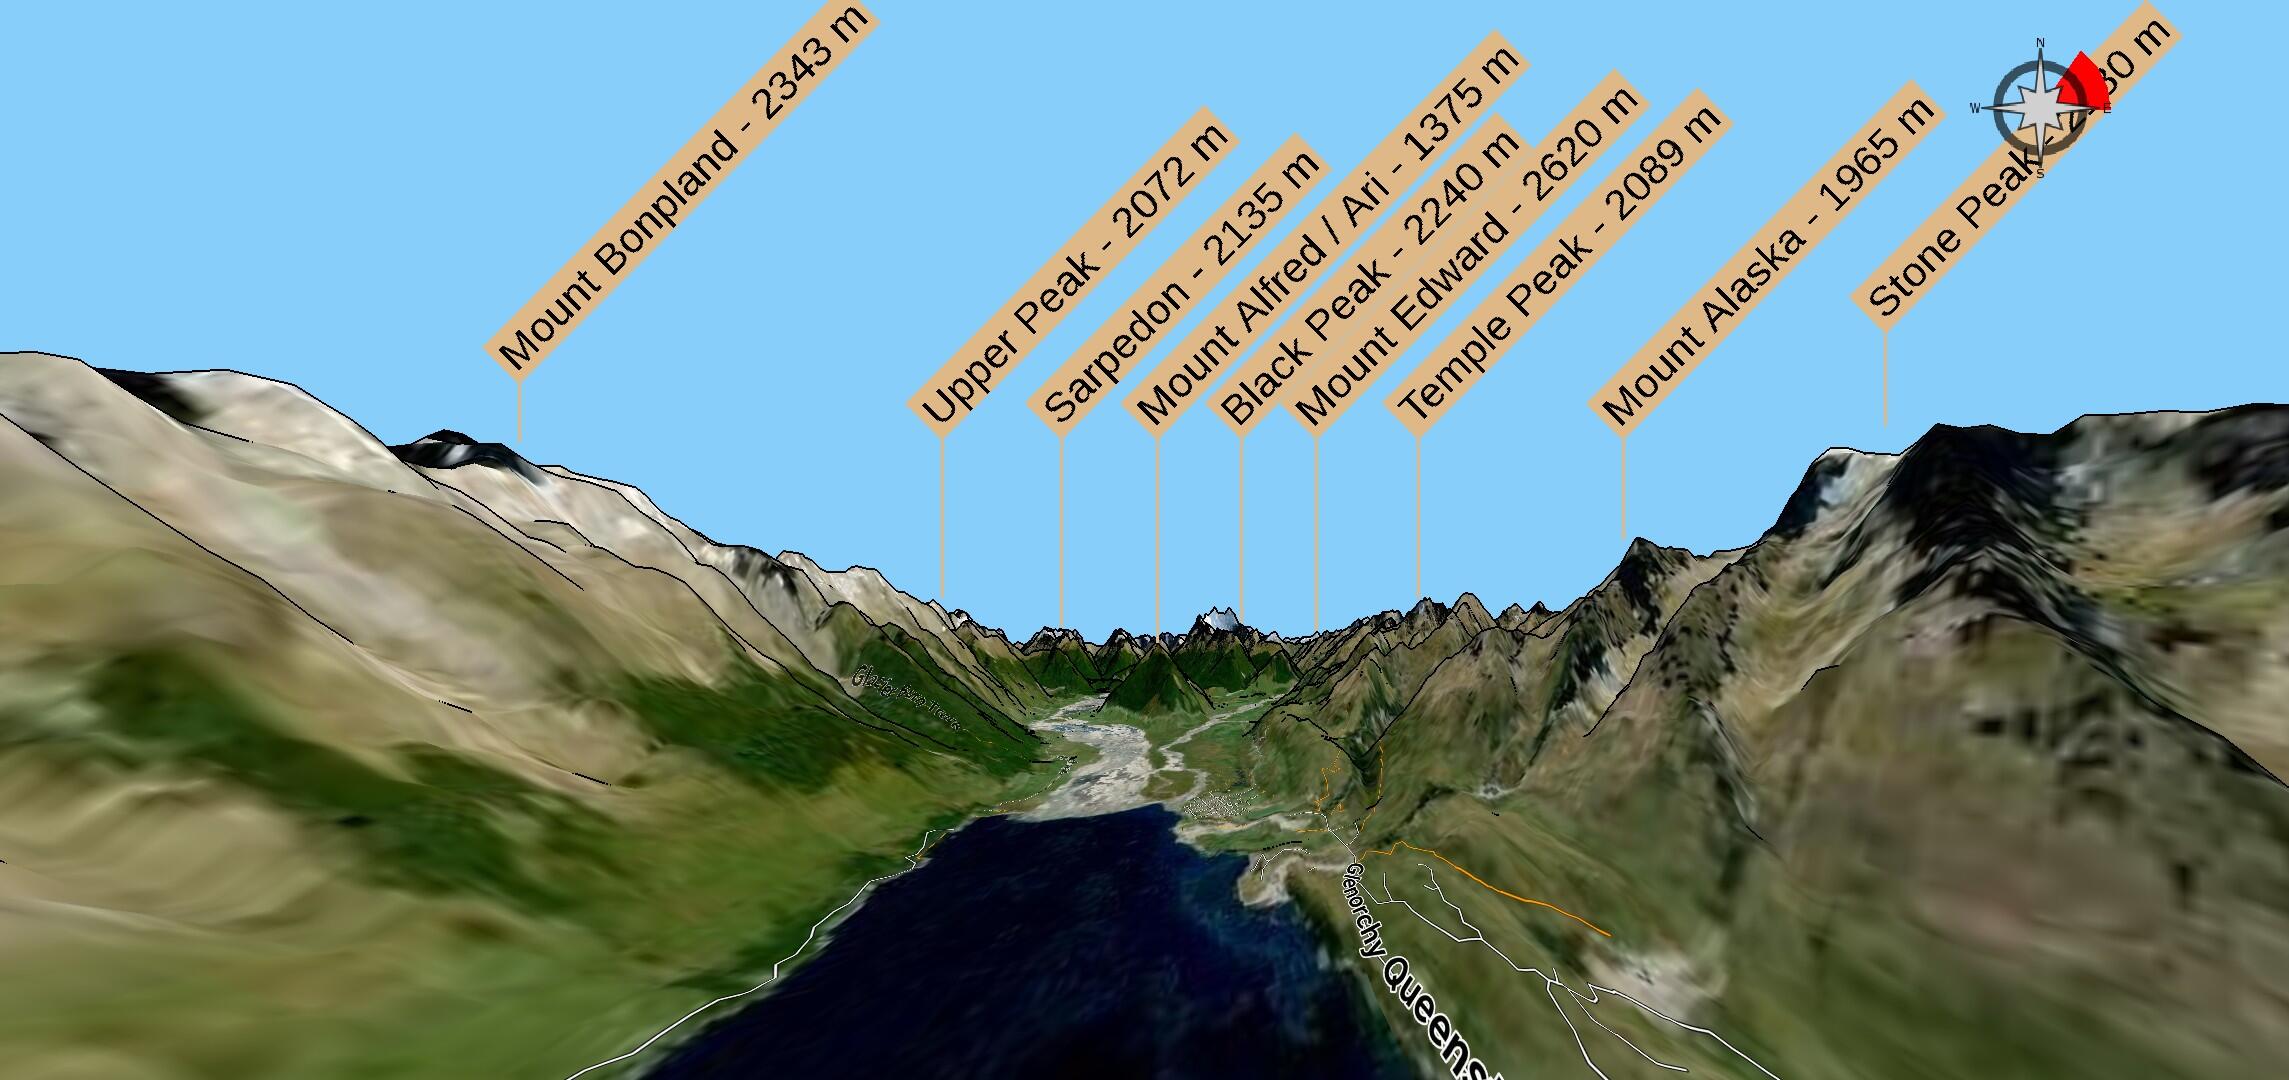 Mount Bonpland - 2343 m
Upper Peak - 2072 m
Sarpedon - 2135 m
Mount Alfred / Ari - 1375 m
Black Peak - 2240 m
Mount Edward - 2620 m
Temple Peak - 2089 m
Mount Alaska - 1965 m
Stone Peak - m
N
W
E
S
Glenorchy-Queenst